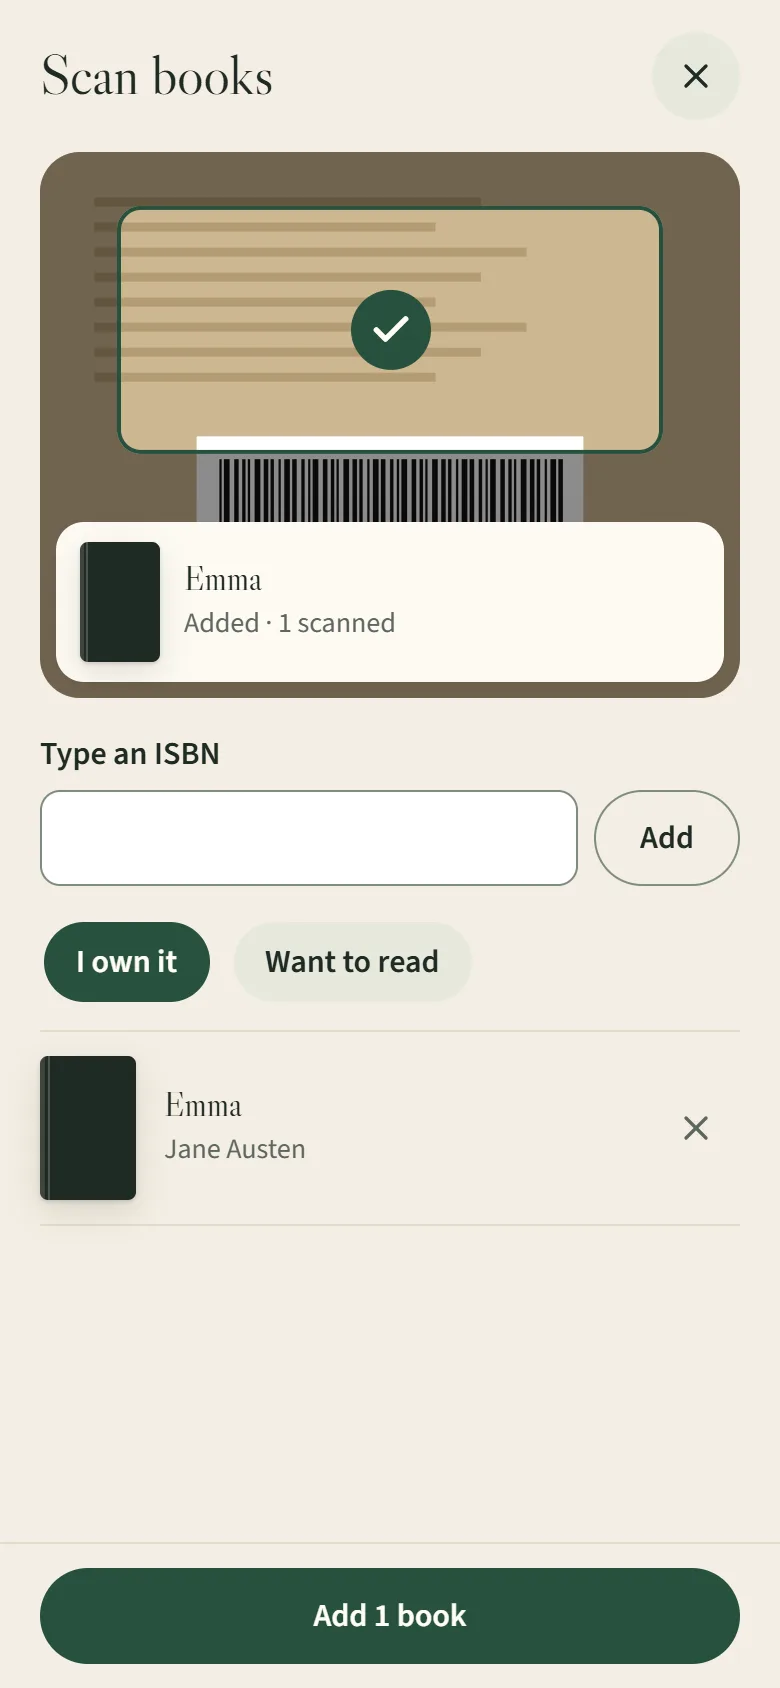 Scan books
Emma
Added · 1 scanned
Type an ISBN
Add
I own it
Want to read
Emma
Jane Austen
Add 1 book